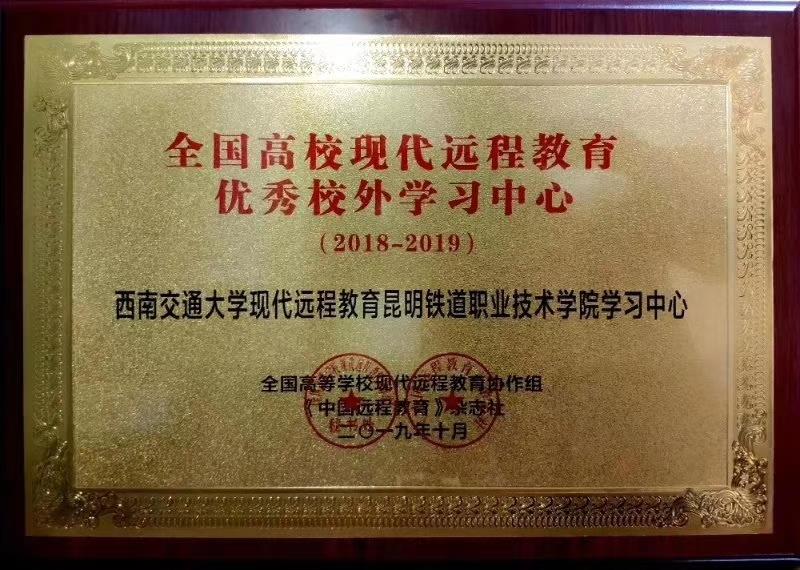 全国高校现代远程教育
优秀校外学习中心
(2018-2019)
西南交通大学现代远程教育昆明铁道职业技术学院学习中心
全国高等学校现代远程教育协作组
《中国远程教育》杂志社
二〇一九年十月